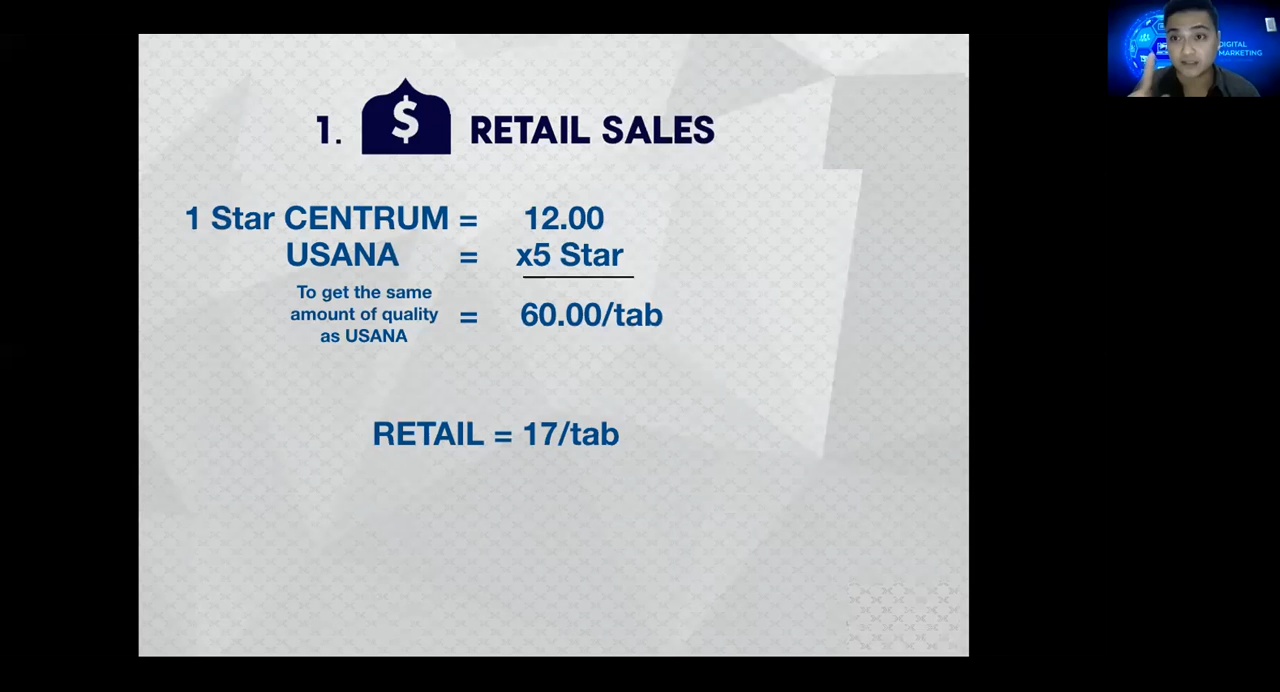 1. $ RETAIL SALES
1 Star CENTRUM = 12.00
USANA = x5 Star
To get the same
amount of quality = 60.00/tab
as USANA
RETAIL = 17/tab
DIGITAL
MARKETING